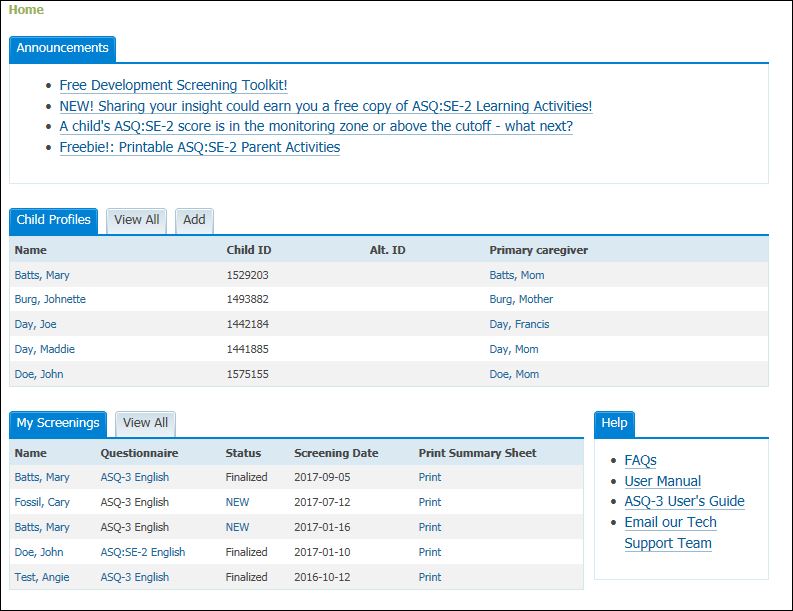 Home
Announcements
Free Development Screening Toolkit!
NEW! Sharing your insight could earn you a free copy of ASQ:SE-2 Learning Activities!
A child's ASQ:SE-2 score is in the monitoring zone or above the cutoff - what next?
Freebie!: Printable ASQ:SE-2 Parent Activities
Child Profiles View All Add
Name Child ID Alt. ID Primary caregiver
Batts, Mary 1529203 Batts, Mom
Burg, Johnette 1493882 Burg, Mother
Day, Joe 1442184 Day, Francis
Day, Maddie 1441885 Day, Mom
Doe, John 1575155 Doe, Mom
My Screenings View All
Name Questionnaire Status Screening Date Print Summary Sheet
Batts, Mary ASQ-3 English Finalized 2017-09-05 Print
Fossil, Cary ASQ-3 English NEW 2017-07-12 Print
Batts, Mary ASQ-3 English NEW 2017-01-16 Print
Doe, John ASQ:SE-2 English Finalized 2017-01-10 Print
Test, Angie ASQ-3 English Finalized 2016-10-12 Print
Help
FAQs
User Manual
ASQ-3 User's Guide
Email our Tech
Support Team